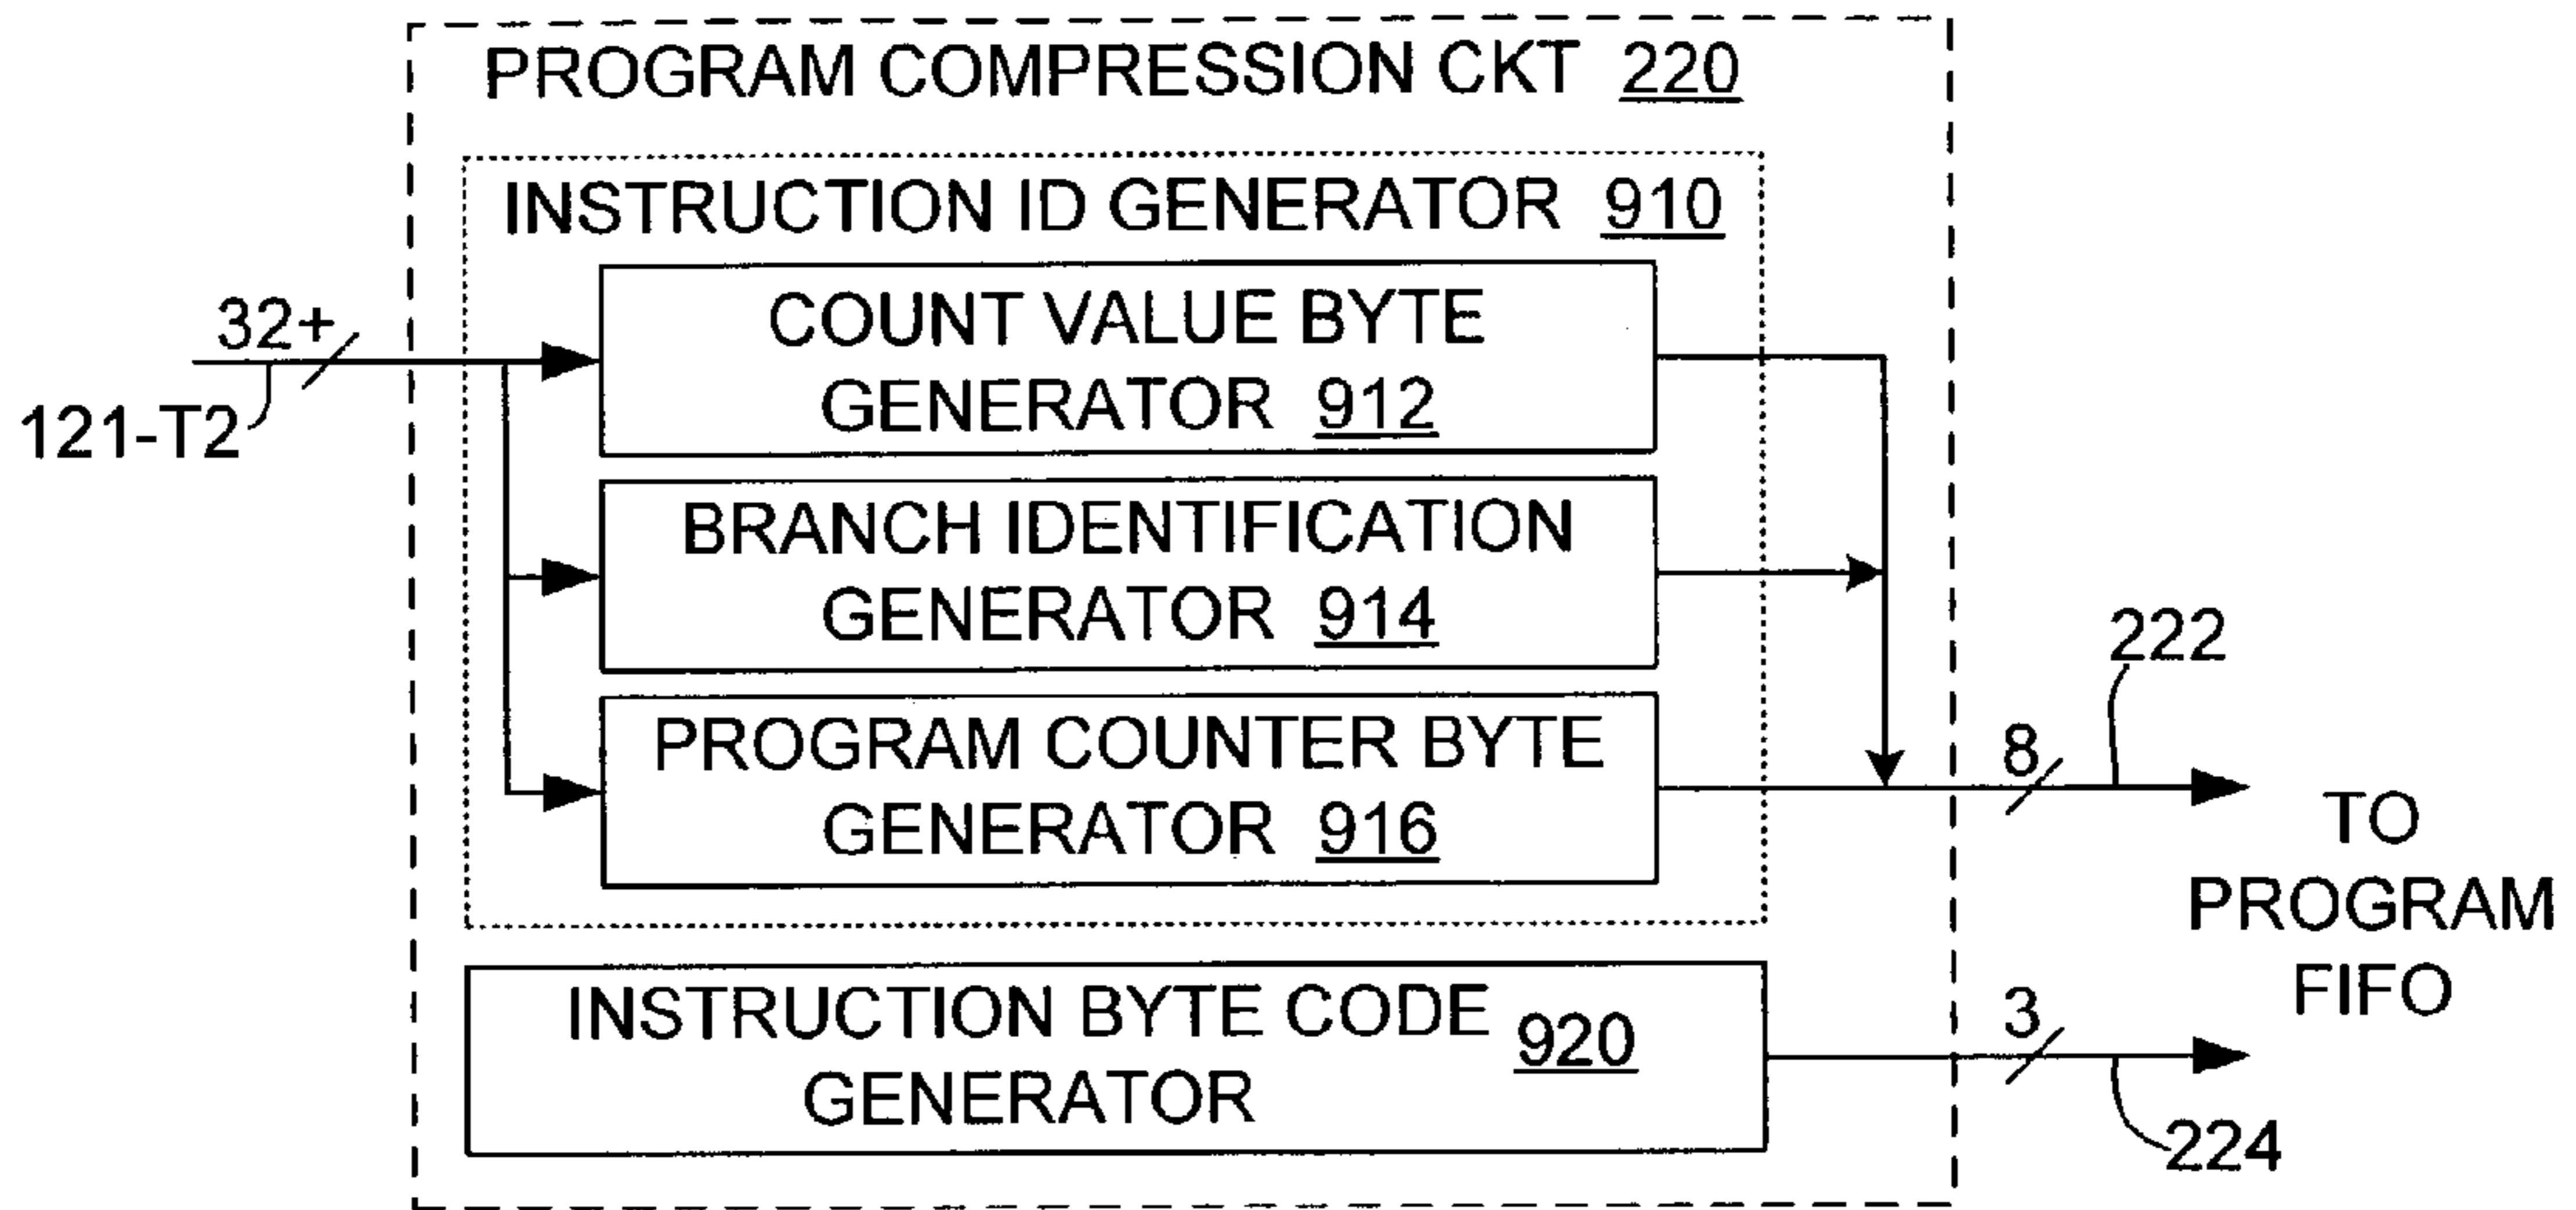 PROGRAM COMPRESSION CKT 220
INSTRUCTION ID GENERATOR 910
32+
121-T2
COUNT VALUE BYTE
GENERATOR 912
BRANCH IDENTIFICATION
GENERATOR 914
PROGRAM COUNTER BYTE
GENERATOR 916
222
8
TO
PROGRAM
FIFO
INSTRUCTION BYTE CODE 920
GENERATOR
3
224